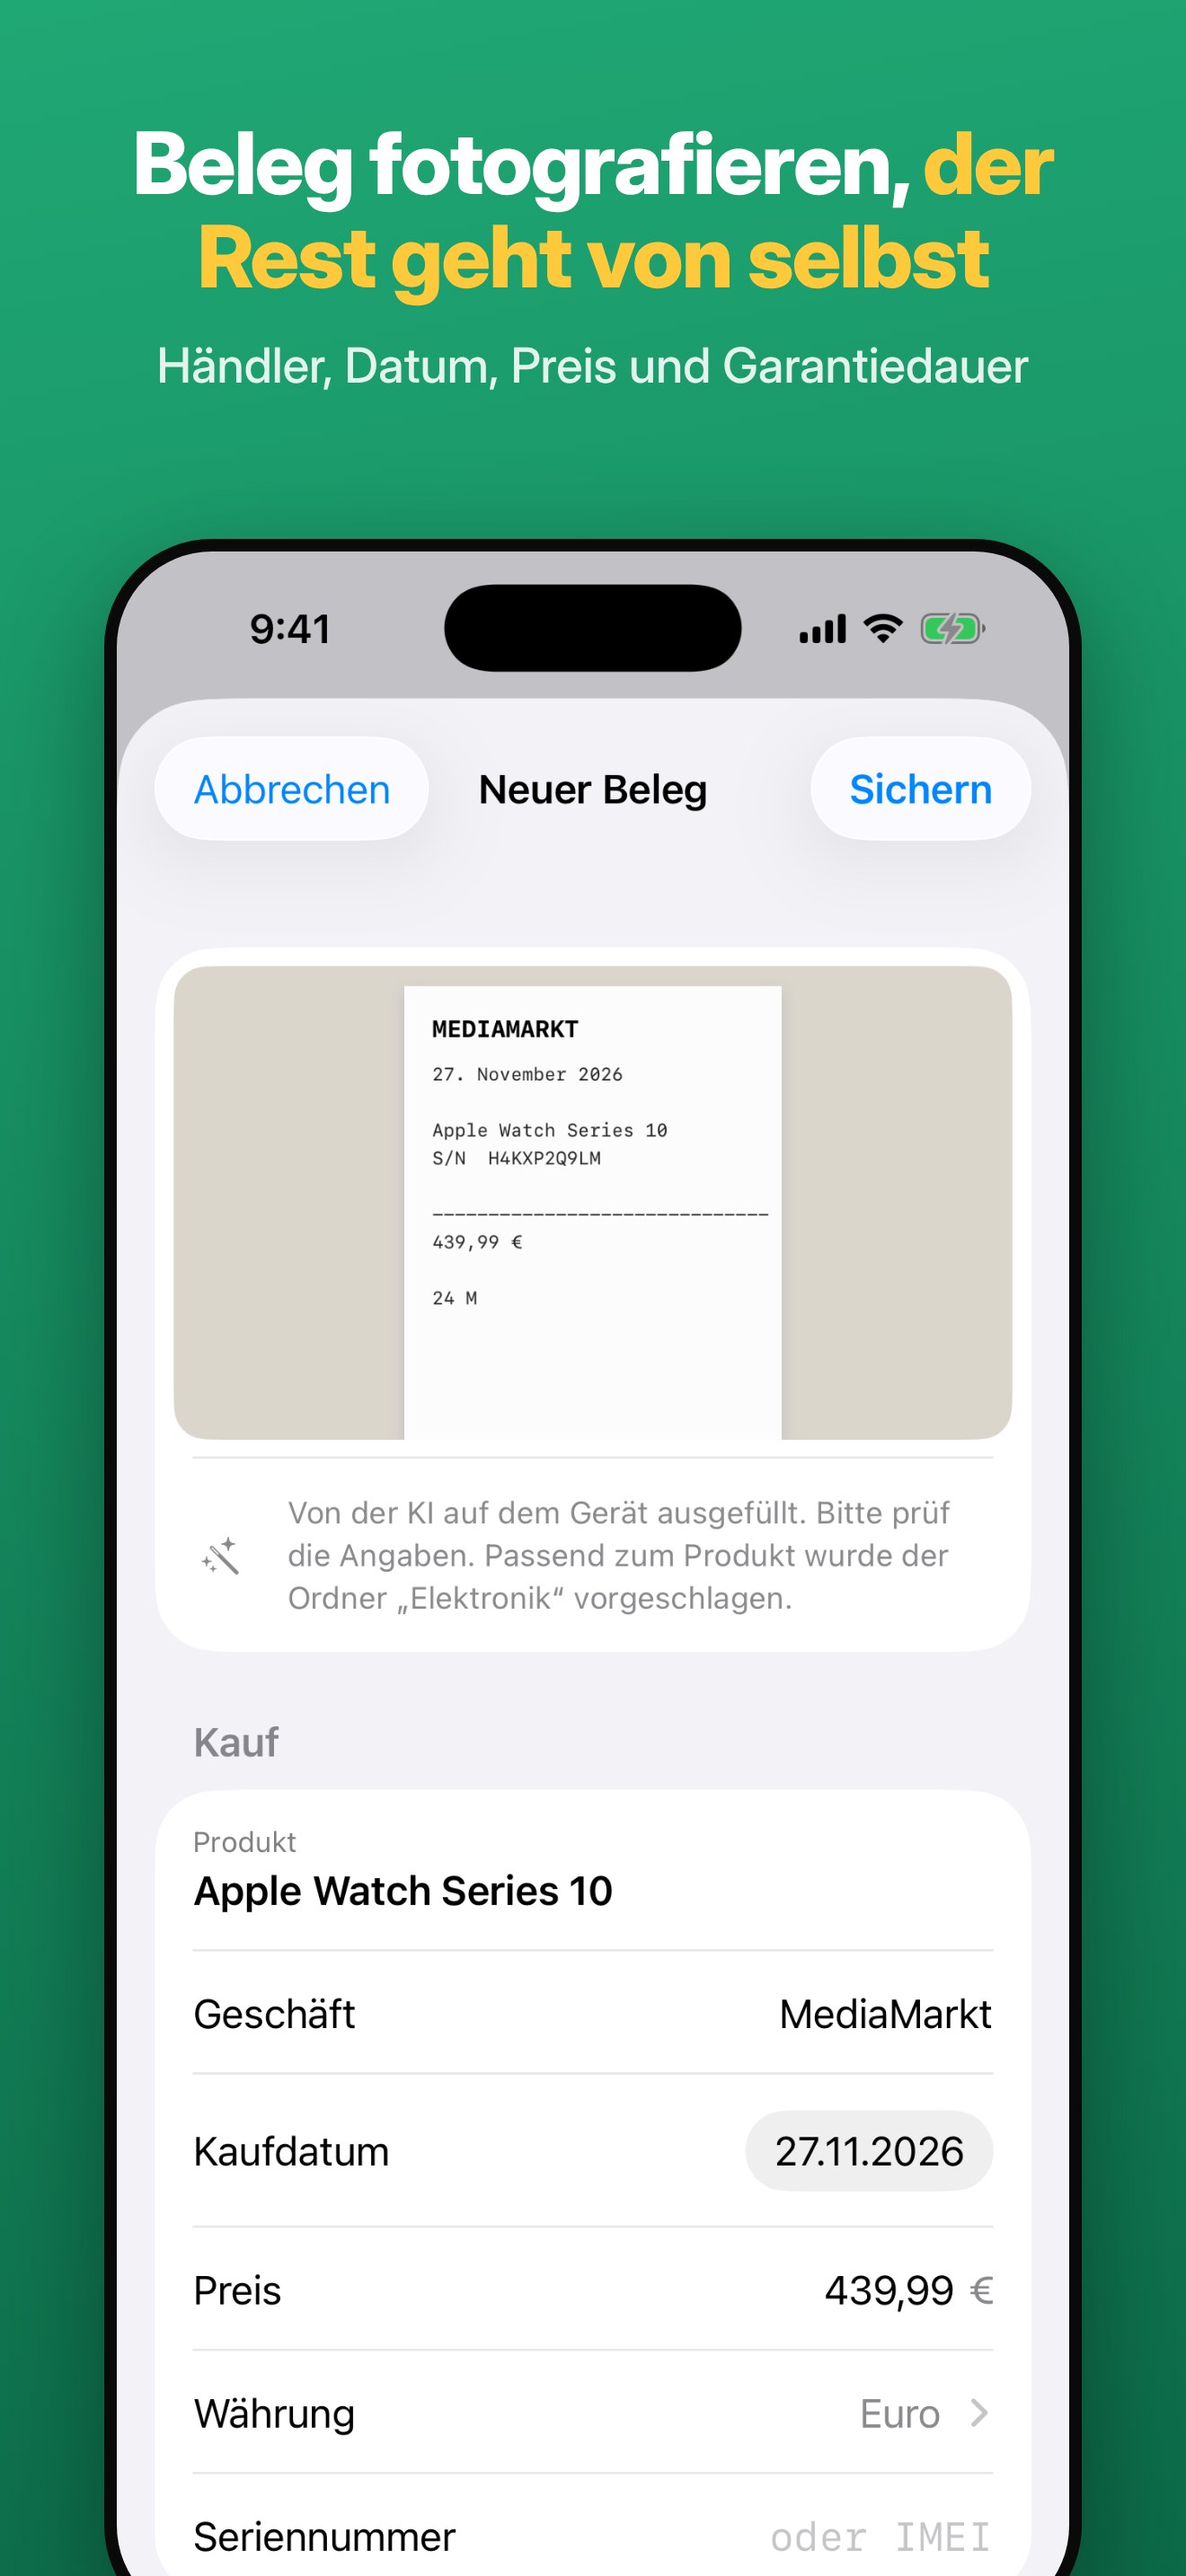 Beleg fotografieren, der
Rest geht von selbst
Händler, Datum, Preis und Garantiedauer
9:41
Abbrechen
Neuer Beleg
Sichern
MEDIAMARKT
27. November 2026
Apple Watch Series 10
S/N  H4KXP2Q9LM
------------------------------
439,99 €
24 M
Von der KI auf dem Gerät ausgefüllt. Bitte prüf
die Angaben. Passend zum Produkt wurde der
Ordner „Elektronik“ vorgeschlagen.
Kauf
Produkt
Apple Watch Series 10
Geschäft MediaMarkt
Kaufdatum 27.11.2026
Preis 439,99 €
Währung Euro
Seriennummer oder IMEI